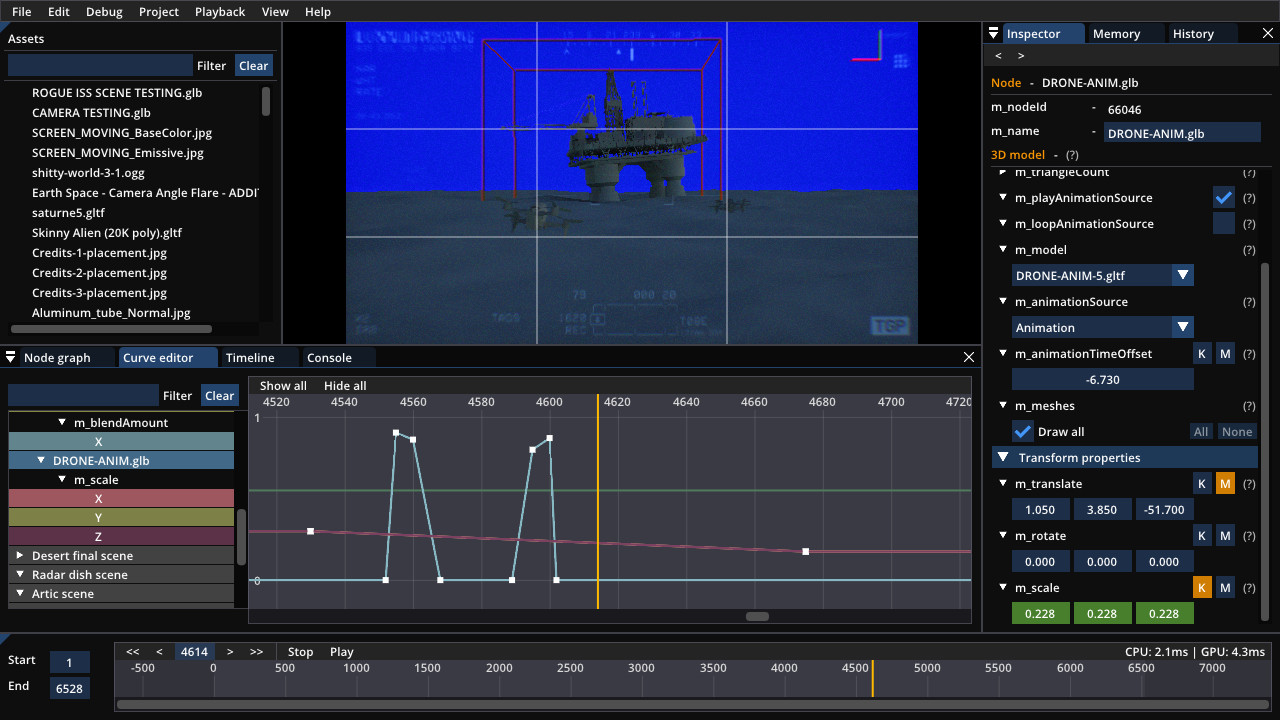 File Edit Debug Project Playback View Help
Assets
Filter Clear
ROGUE ISS SCENE TESTING.glb
CAMERA TESTING.glb
SCREEN_MOVING_BaseColor.jpg
SCREEN_MOVING_Emissive.jpg
shitty-world-3-1.ogg
Earth Space - Camera Angle Flare - ADDI
saturne5.gltf
Skinny Alien (20K poly).gltf
Credits-1-placement.jpg
Credits-2-placement.jpg
Credits-3-placement.jpg
Aluminum_tube_Normal.jpg
TGP
Inspector Memory History
< >
Node - DRONE-ANIM.glb
m_nodeId - 66046
m_name - DRONE-ANIM.glb
3D model - (?)
m_triangleCount (?)
m_playAnimationSource (?)
m_loopAnimationSource (?)
m_model (?)
DRONE-ANIM-5.gltf
m_animationSource (?)
Animation
m_animationTimeOffset K M (?)
-6.730
m_meshes (?)
Draw all All None
Transform properties
m_translate K M (?)
1.050 3.850 -51.700
m_rotate K M (?)
0.000 0.000 0.000
m_scale K M (?)
0.228 0.228 0.228
Node graph Curve editor Timeline Console
Filter Clear
m_blendAmount
X
DRONE-ANIM.glb
m_scale
X
Y
Z
Desert final scene
Radar dish scene
Artic scene
Show all Hide all
4520 4540 4560 4580 4600 4620 4640 4660 4680 4700 4720
1
0
Start 1
End 6528
<< < 4614 > >> Stop Play CPU: 2.1ms | GPU: 4.3ms
-500 0 500 1000 1500 2000 2500 3000 3500 4000 4500 5000 5500 6000 6500 7000